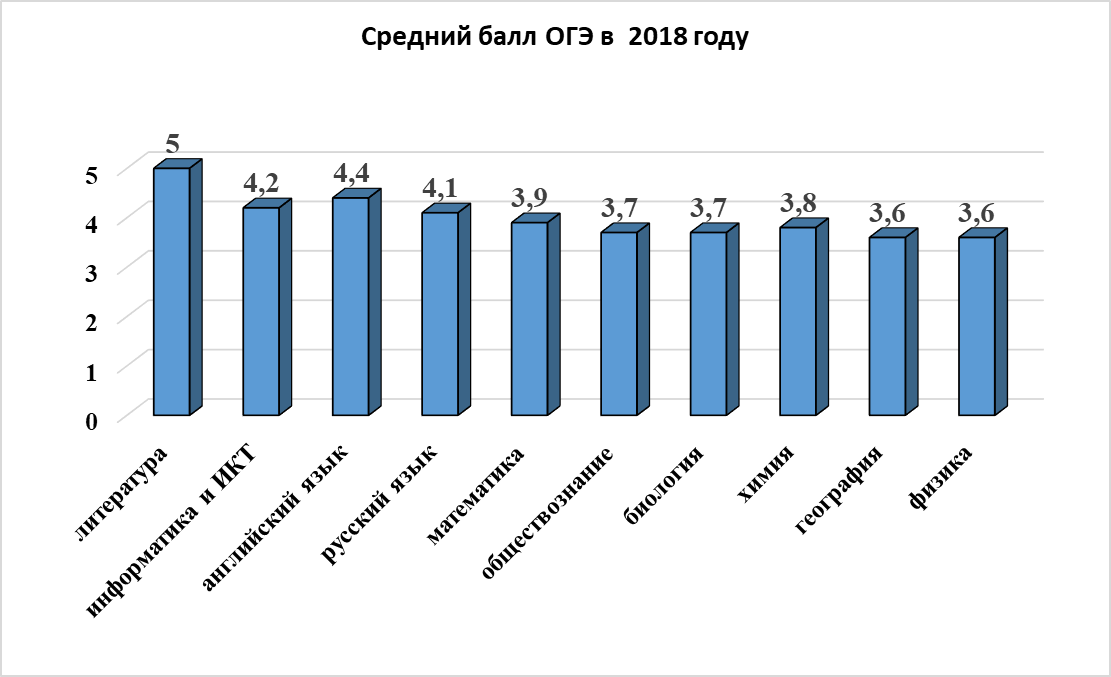 Средний балл ОГЭ в  2018 году
5
4,2
4,4
4,1
3,9
3,7
3,7
3,8
3,6
3,6
5
4
3
2
1
0
литература
информатика и ИКТ
английский язык
русский язык
математика
обществознание
биология
химия
география
физика